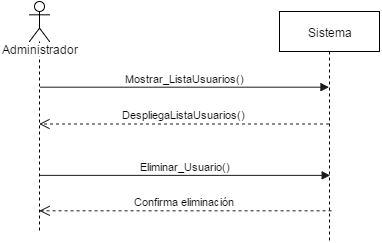 Administrador
Sistema
Mostrar_ListaUsuarios()
DespliegaListaUsuarios()
Eliminar_Usuario()
Confirma eliminación